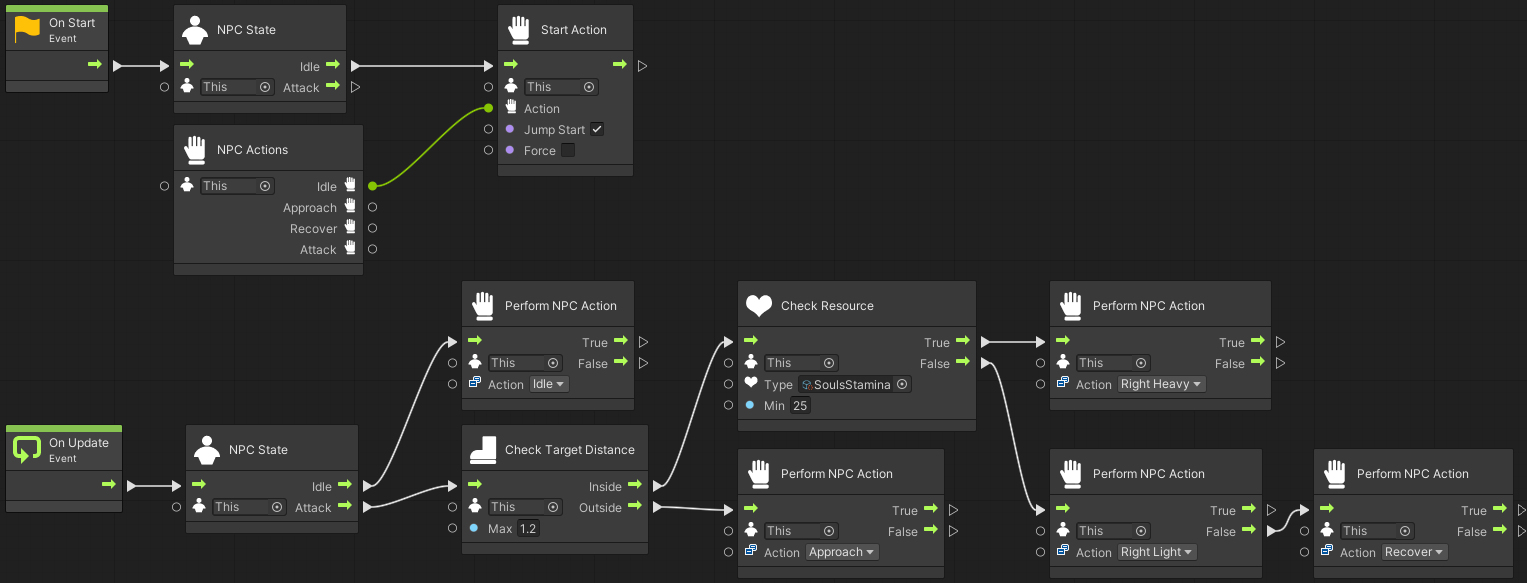 On Start
Event
NPC State
Idle
This
Attack
Start Action
This
Action
Jump Start
Force
NPC Actions
This
Idle
Approach
Recover
Attack
Perform NPC Action
True
This
False
Action Idle
Check Resource
True
This
False
Type SoulsStamina
Min 25
Perform NPC Action
True
This
False
Action Right Heavy
On Update
Event
NPC State
Idle
This
Attack
Check Target Distance
Inside
This
Outside
Max 1.2
Perform NPC Action
True
This
False
Action Approach
Perform NPC Action
True
This
False
Action Right Light
Perform NPC Action
True
This
False
Action Recover